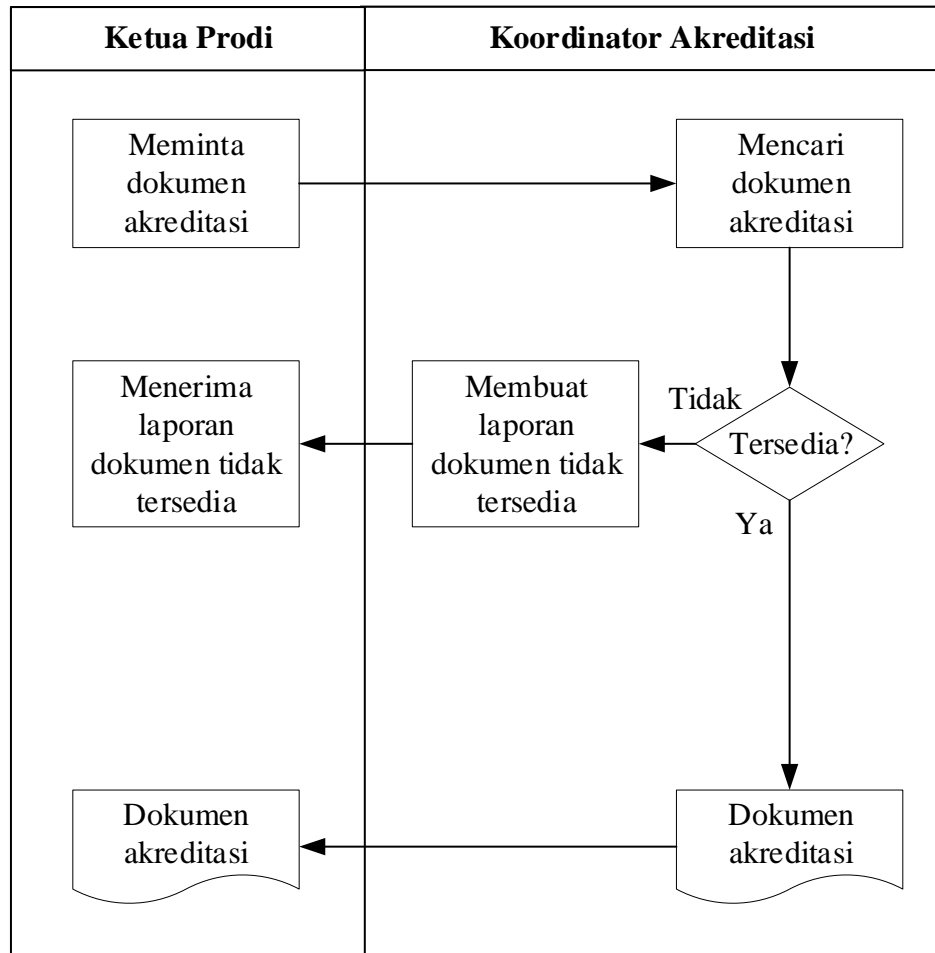 Ketua Prodi
Koordinator Akreditasi
Meminta
dokumen
akreditasi
Mencari
dokumen
akreditasi
Menerima
laporan
dokumen tidak
tersedia
Membuat
laporan
dokumen tidak
tersedia
Tidak
Tersedia?
Ya
Dokumen
akreditasi
Dokumen
akreditasi